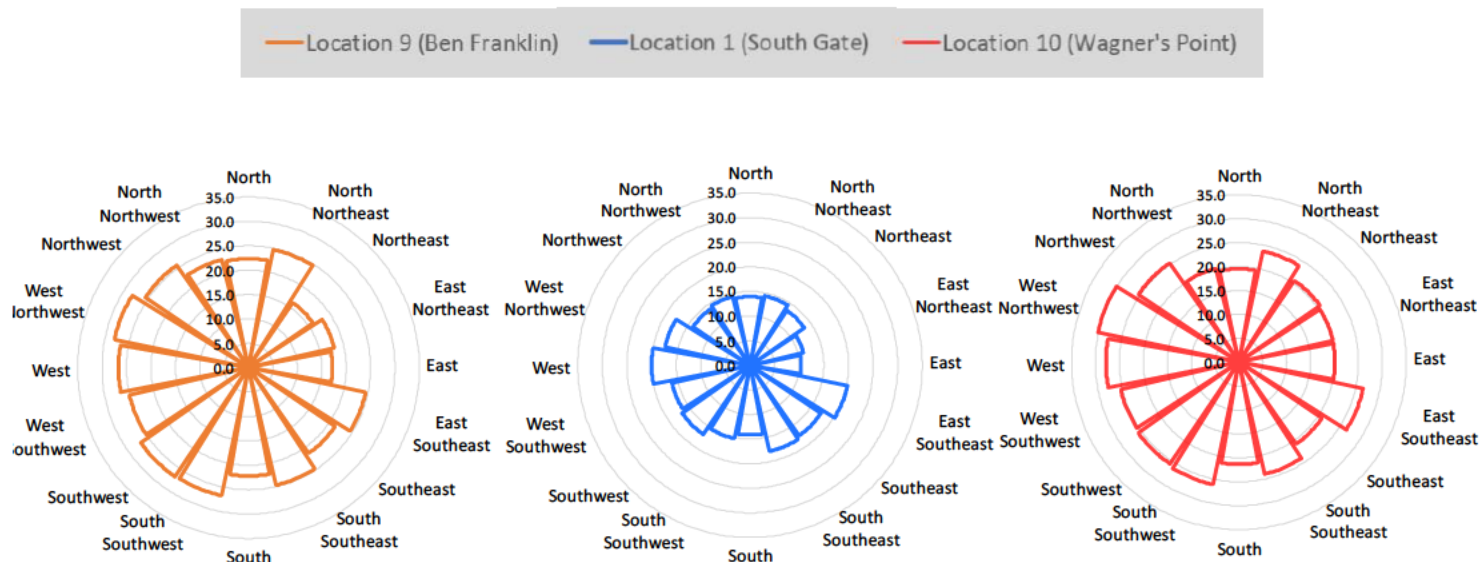 Location 9 (Ben Franklin)
Location 1 (South Gate)
Location 10 (Wagner's Point)
North
North
Northeast
Northeast
East
Northeast
East
East
Southeast
Southeast
South
Southeast
South
South
Southwest
Southwest
West
Southwest
West
West
Northwest
Northwest
North
Northwest
35.0
30.0
25.0
20.0
15.0
10.0
5.0
0.0
North
North
Northeast
Northeast
East
Northeast
East
East
Southeast
Southeast
South
Southeast
South
South
Southwest
Southwest
West
Southwest
West
West
Northwest
Northwest
North
Northwest
35.0
30.0
25.0
20.0
15.0
10.0
5.0
0.0
North
North
Northeast
Northeast
East
Northeast
East
East
Southeast
Southeast
South
Southeast
South
South
Southwest
Southwest
West
Southwest
West
West
Northwest
Northwest
North
Northwest
35.0
30.0
25.0
20.0
15.0
10.0
5.0
0.0